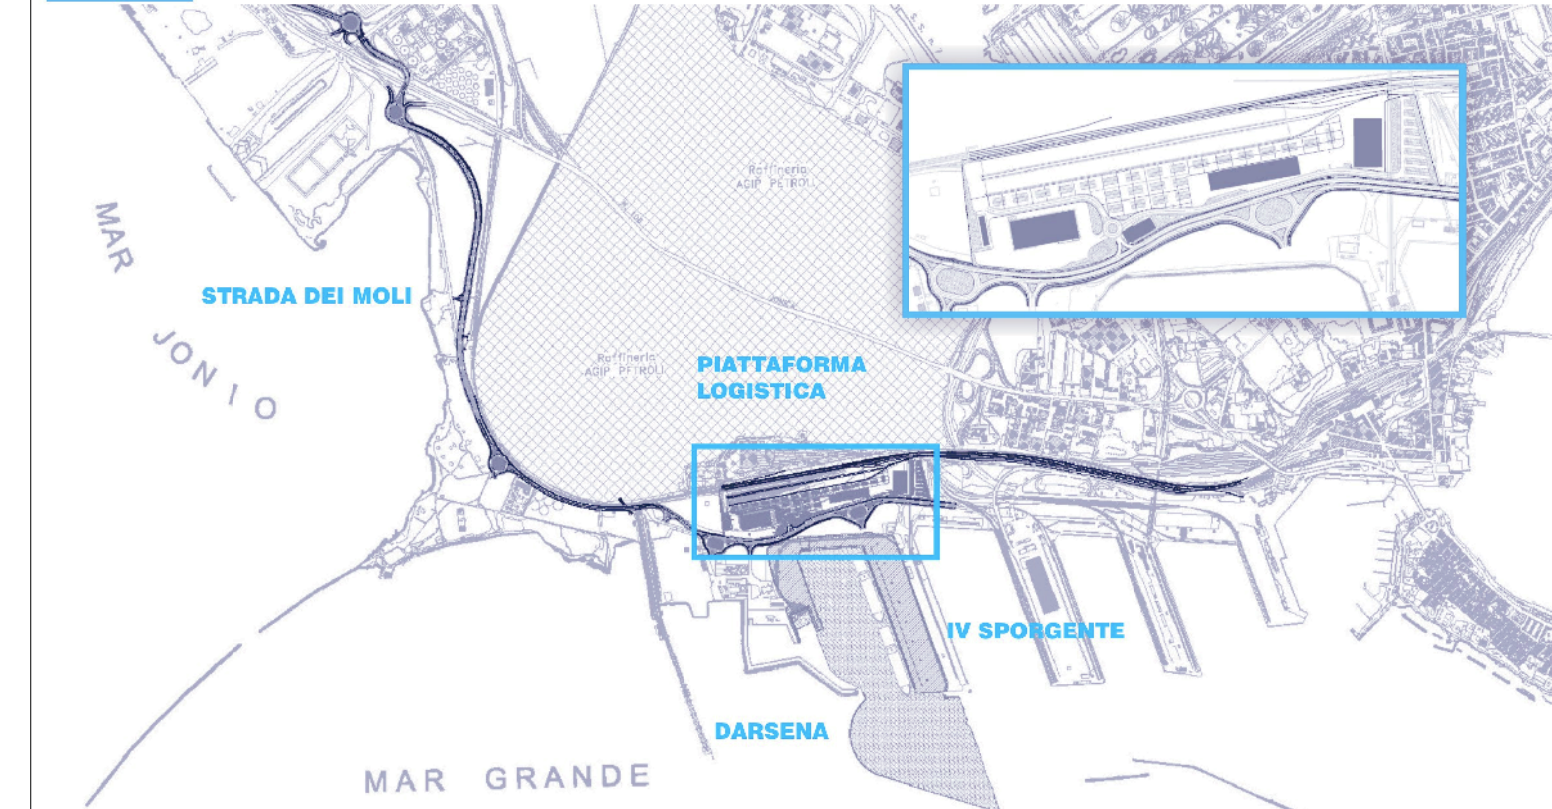 Raffineria
AGIP PETROLI
MAR
STRADA DEI MOLI
JONIO
Raffineria
AGIP PETROLI
PIATTAFORMA
LOGISTICA
IV SPORGENTE
DARSENA
MAR GRANDE